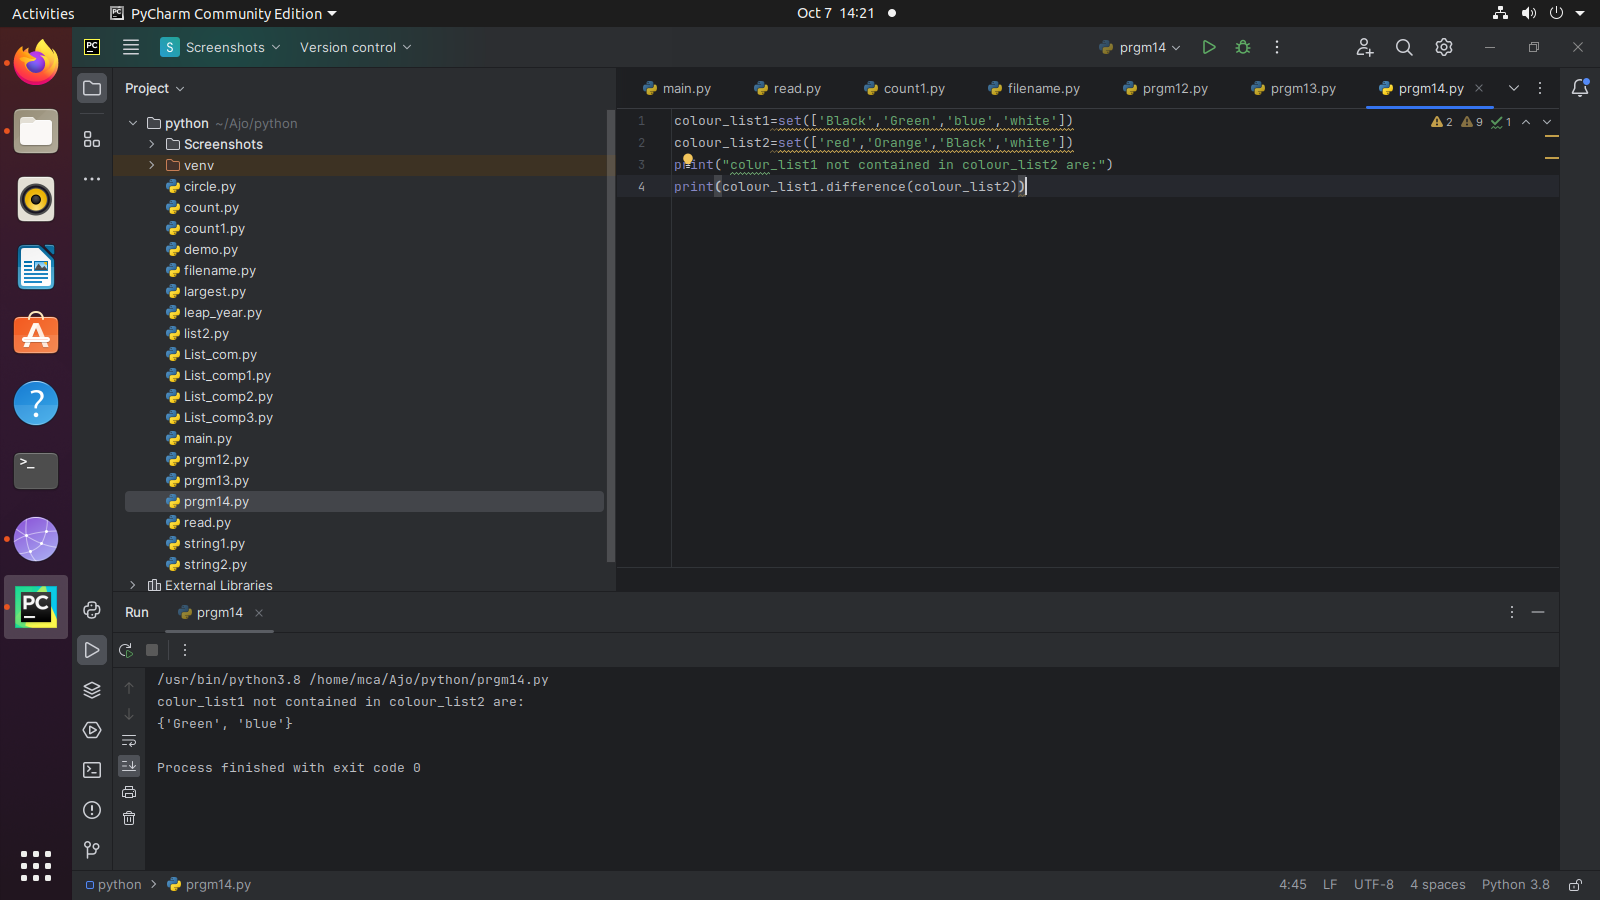 Activities PyCharm Community Edition Oct 7 14:21
PC S Screenshots Version control prgm14
Project
main.py read.py count1.py filename.py prgm12.py prgm13.py prgm14.py
python ~/Ajo/python
Screenshots
venv
circle.py
count.py
count1.py
demo.py
filename.py
largest.py
leap_year.py
list2.py
List_com.py
List_comp1.py
List_comp2.py
List_comp3.py
main.py
prgm12.py
prgm13.py
prgm14.py
read.py
string1.py
string2.py
External Libraries
1 colour_list1=set(['Black','Green','blue','white'])
2 colour_list2=set(['red','Orange','Black','white'])
3 print("colur_list1 not contained in colour_list2 are:")
4 print(colour_list1.difference(colour_list2))
2 9 1
Run prgm14
/usr/bin/python3.8 /home/mca/Ajo/python/prgm14.py
colur_list1 not contained in colour_list2 are:
{'Green', 'blue'}
Process finished with exit code 0
python prgm14.py
4:45 LF UTF-8 4 spaces Python 3.8
A
?
>_
PC